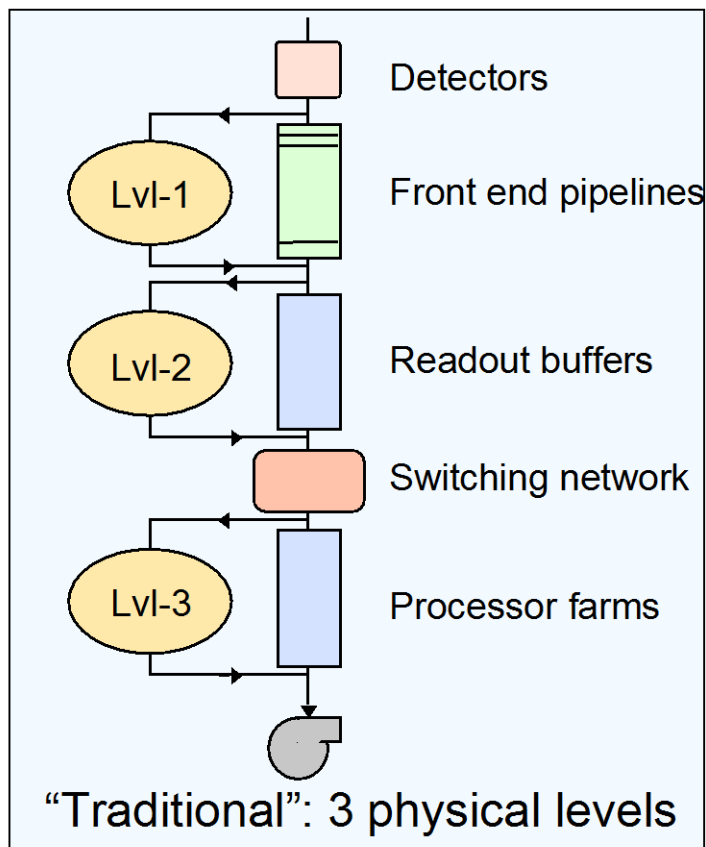 Detectors
Lvl-1
Front end pipelines
Lvl-2
Readout buffers
Switching network
Lvl-3
Processor farms
“Traditional”: 3 physical levels